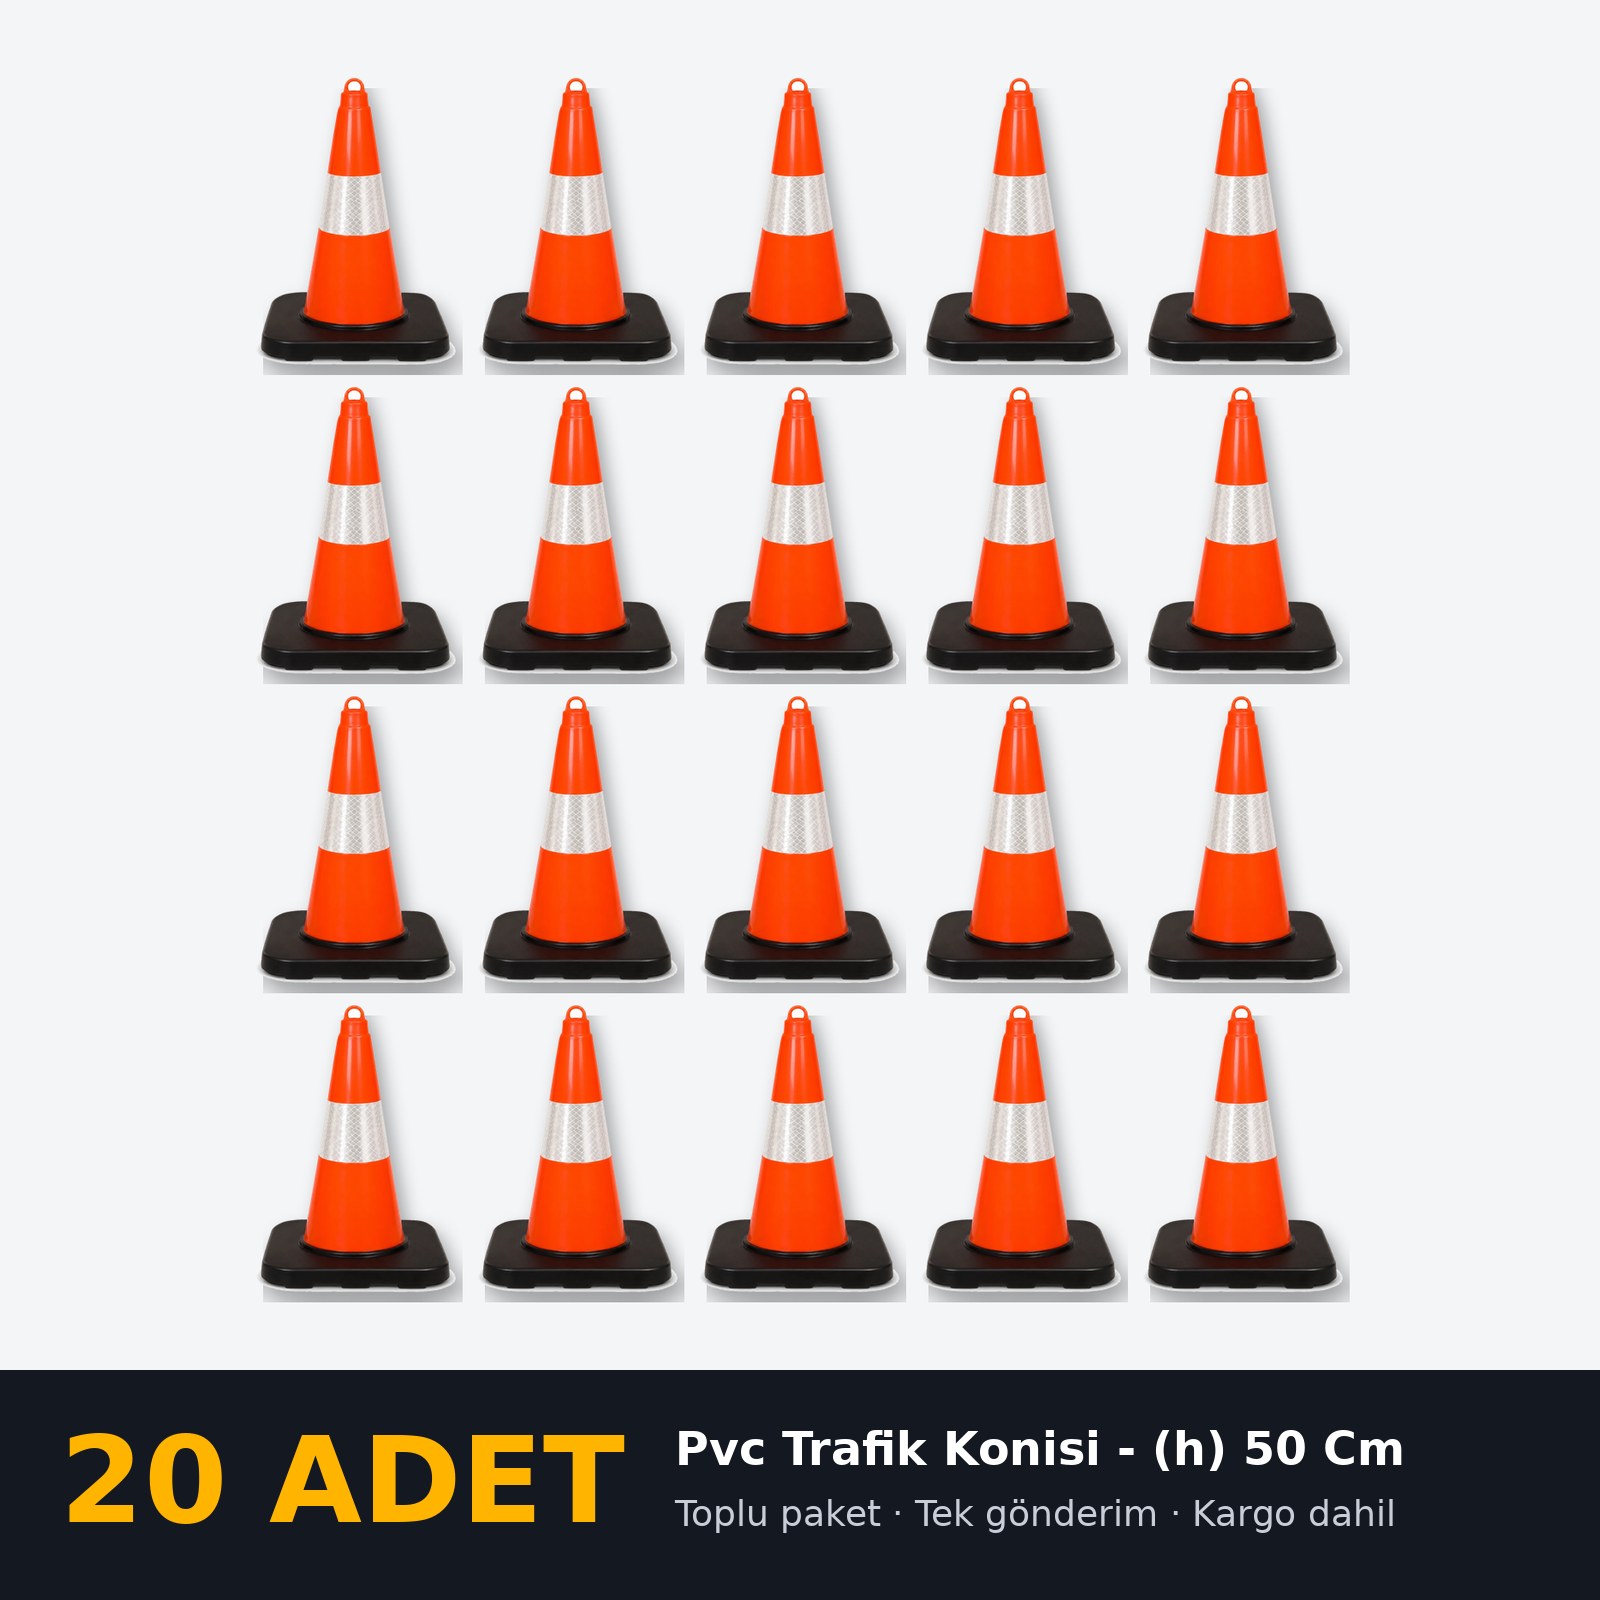 20 ADET
Pvc Trafik Konisi - (h) 50 Cm
Toplu paket · Tek gönderim · Kargo dahil